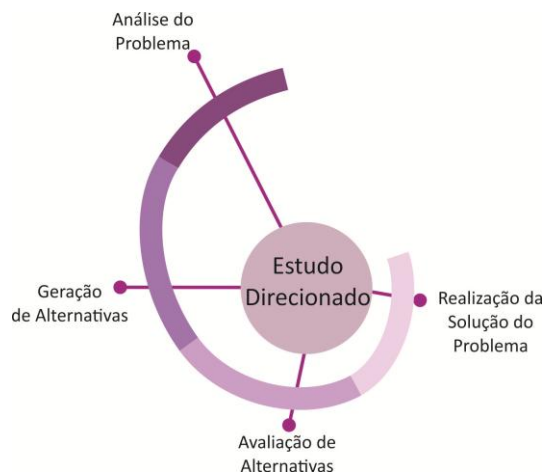 Análise do
Problema
Estudo
Direcionado
Geração
de Alternativas
Realização da
Solução do
Problema
Avaliação de
Alternativas